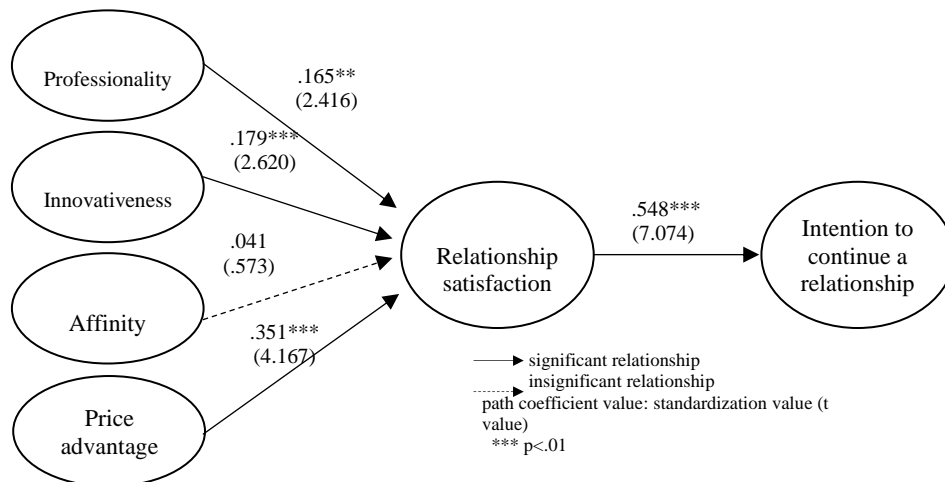 Professionality
.165**
(2.416)
.179***
(2.620)
Innovativeness
.041
(.573)
Affinity
.351***
(4.167)
Price
advantage
Relationship
satisfaction
.548***
(7.074)
Intention to
continue a
relationship
significant relationship
insignificant relationship
path coefficient value: standardization value (t
value)
*** p<.01